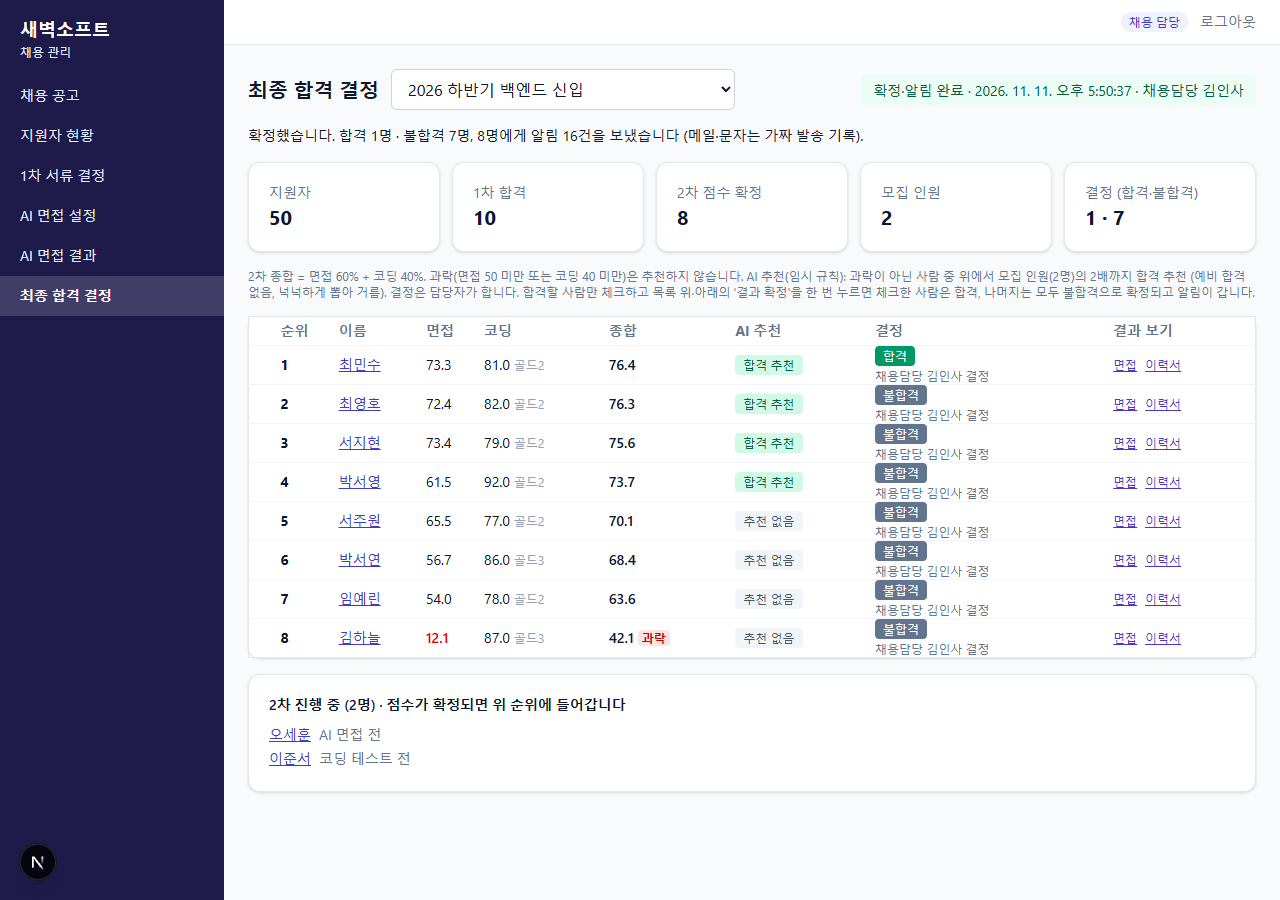 새벽소프트
채용 관리
채용 공고
지원자 현황
1차 서류 결정
AI 면접 설정
AI 면접 결과
최종 합격 결정
채용 담당 로그아웃
최종 합격 결정 2026 하반기 백엔드 신입 확정·알림 완료 · 2026. 11. 11. 오후 5:50:37 · 채용담당 김인사
확정했습니다. 합격 1명 · 불합격 7명, 8명에게 알림 16건을 보냈습니다 (메일·문자는 가짜 발송 기록).
지원자 1차 합격 2차 점수 확정 모집 인원 결정 (합격·불합격)
50 10 8 2 1 · 7
2차 종합 = 면접 60% + 코딩 40%. 과락(면접 50 미만 또는 코딩 40 미만)은 추천하지 않습니다. AI 추천(임시 규칙): 과락이 아닌 사람 중 위에서 모집 인원(2명)의 2배까지 합격 추천 (예비 합격
없음, 넉넉하게 뽑아 거름). 결정은 담당자가 합니다. 합격할 사람만 체크하고 목록 위·아래의 '결과 확정'을 한 번 누르면 체크한 사람은 합격, 나머지는 모두 불합격으로 확정되고 알림이 갑니다.
순위 이름 면접 코딩 종합 AI 추천 결정 결과 보기
1 최민수 73.3 81.0 골드2 76.4 합격 추천 합격 면접 이력서
채용담당 김인사 결정
2 최영호 72.4 82.0 골드2 76.3 합격 추천 불합격 면접 이력서
채용담당 김인사 결정
3 서지현 73.4 79.0 골드2 75.6 합격 추천 불합격 면접 이력서
채용담당 김인사 결정
4 박서영 61.5 92.0 골드2 73.7 합격 추천 불합격 면접 이력서
채용담당 김인사 결정
5 서주원 65.5 77.0 골드2 70.1 추천 없음 불합격 면접 이력서
채용담당 김인사 결정
6 박서연 56.7 86.0 골드3 68.4 추천 없음 불합격 면접 이력서
채용담당 김인사 결정
7 임예린 54.0 78.0 골드2 63.6 추천 없음 불합격 면접 이력서
채용담당 김인사 결정
8 김하늘 12.1 87.0 골드3 42.1 과락 추천 없음 불합격 면접 이력서
채용담당 김인사 결정
2차 진행 중 (2명) · 점수가 확정되면 위 순위에 들어갑니다
오세훈 AI 면접 전
이준서 코딩 테스트 전
N